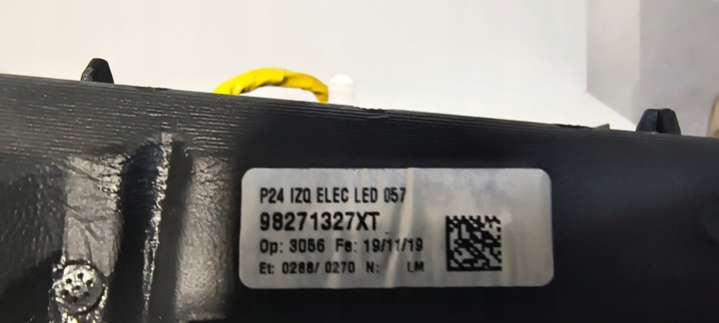 P24 IZQ ELEC LED 057
98271327XT
Op: 3056 Fe: 19/11/19
Et: 0268/ 0270 N: LM